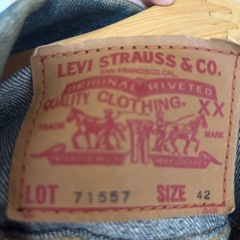 LEVI STRAUSS & CO.
SAN FRANCISCO.CAL.
ORIGINAL RIVETED
QUALITY CLOTHING.
XX
TRADE MARK
LOT 71557 SIZE 42